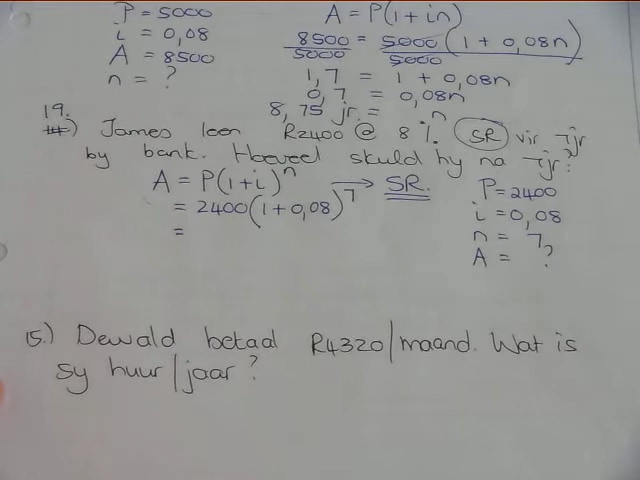 P = 5000
A = P(1 + in)
i = 0,08
8500 = 5000 (1 + 0,08n)
5000 5000
A = 8500
n = ?
1,7 = 1 + 0,08n
0,7 = 0,08n
8,75 jr. = n
19.
14) James leen R2400 @ 8 % SR vir 7jr
by bank. Hoeveel skuld hy na 7jr?
A = P(1+i)^n → SR.
P = 2400
= 2400(1+0,08)^7
i = 0,08
=
n = 7
A = ?
15.) Dewald betaal R4320/maand. Wat is
sy huur/jaar?